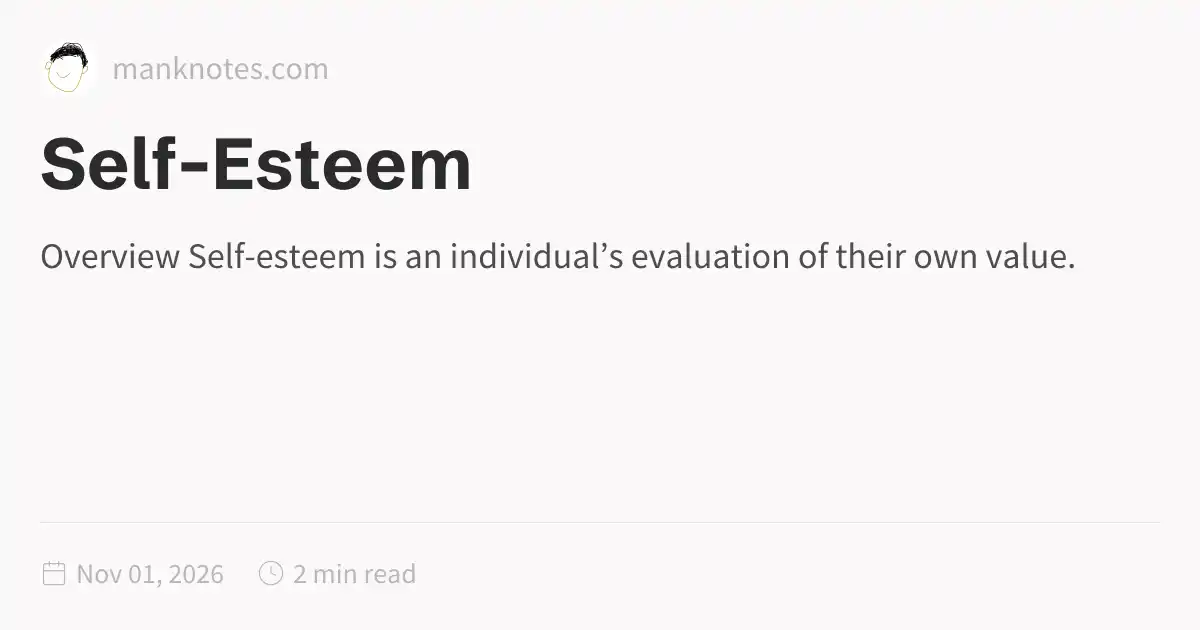 manknotes.com
Self-Esteem
Overview Self-esteem is an individual’s evaluation of their own value.
Nov 01, 2026 2 min read